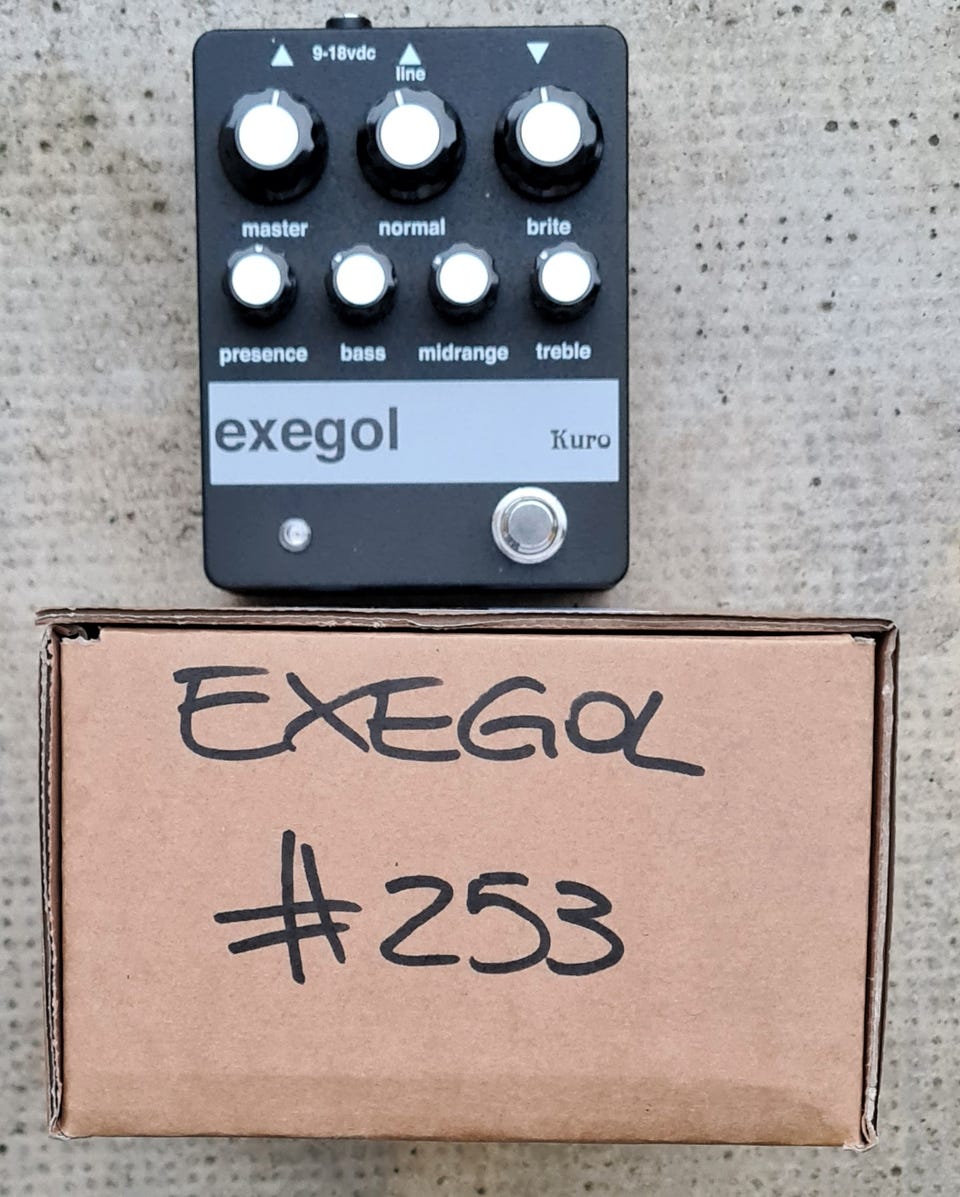 9-18vdc
line
master normal brite
presence bass midrange treble
exegol Kuro
EXEGOL
#253